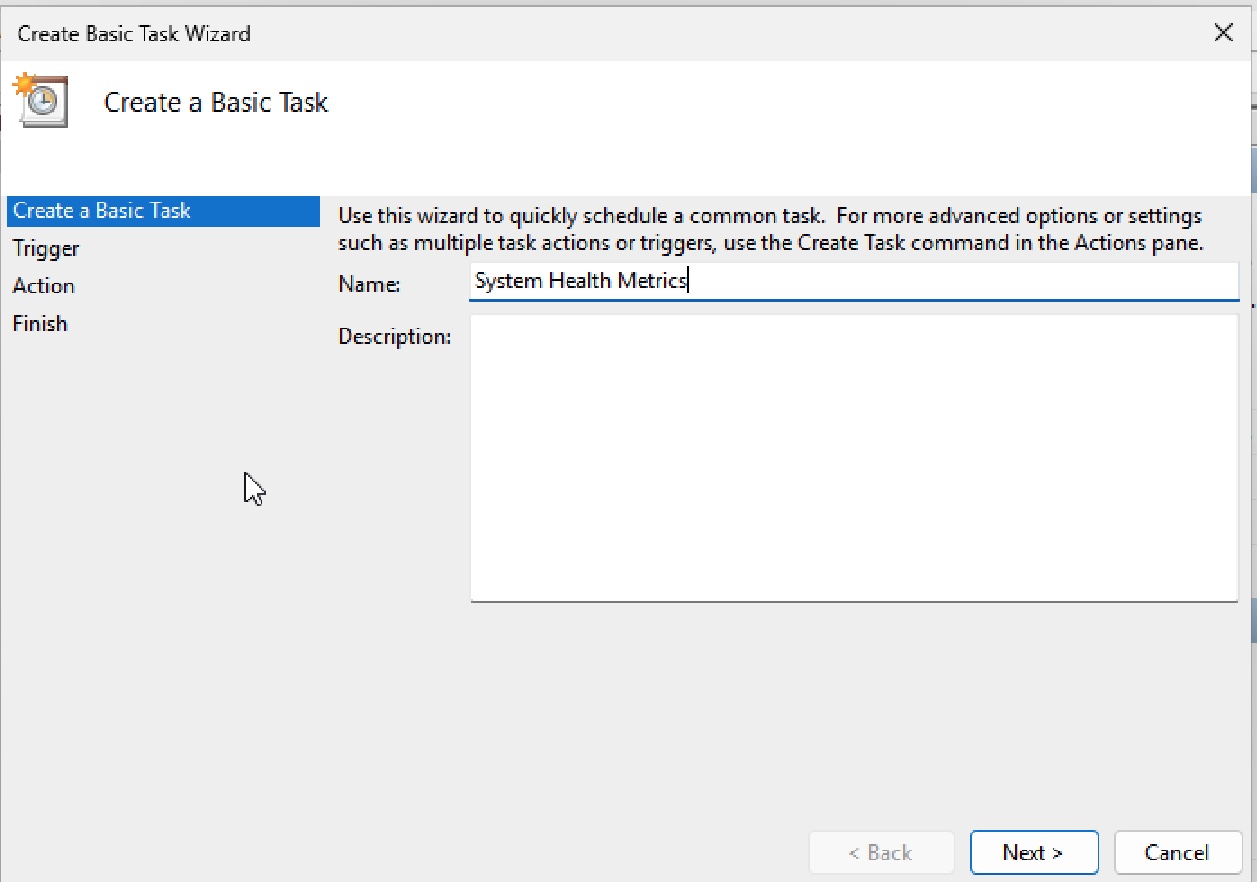 Create Basic Task Wizard
Create a Basic Task
Create a Basic Task
Trigger
Action
Finish
Use this wizard to quickly schedule a common task.  For more advanced options or settings
such as multiple task actions or triggers, use the Create Task command in the Actions pane.
Name:
System Health Metrics
Description:
< Back
Next >
Cancel